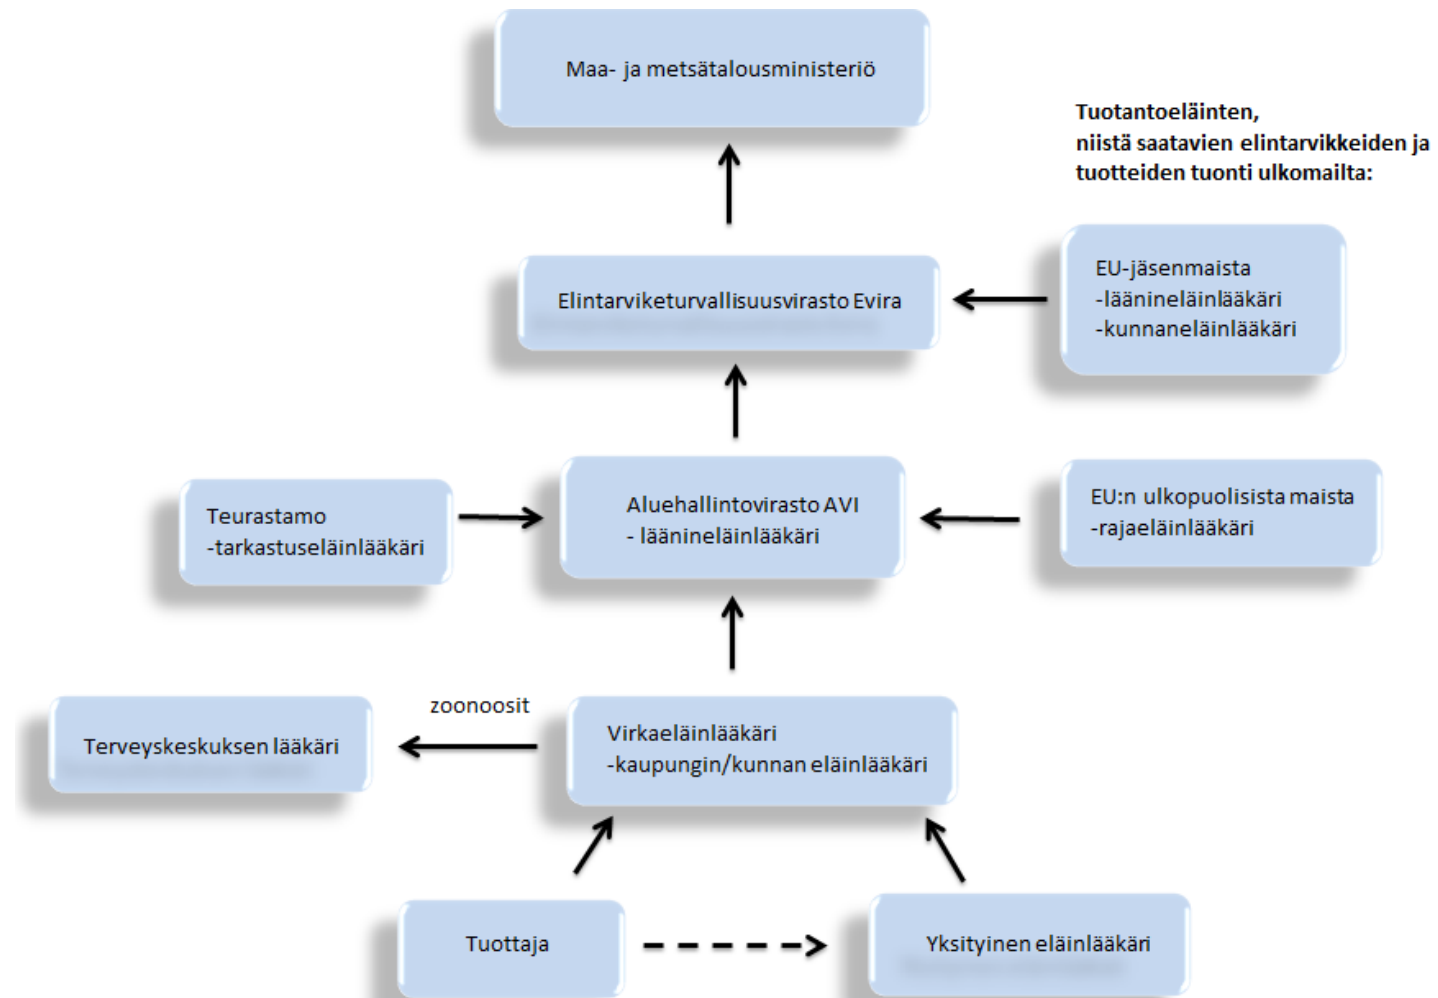 Maa- ja metsätalousministeriö
Tuotantoeläinten,
niistä saatavien elintarvikkeiden ja
tuotteiden tuonti ulkomailta:
EU-jäsenmaista
-läänineläinlääkäri
-kunnaneläinlääkäri
Elintarviketurvallisuusvirasto Evira
Teurastamo
-tarkastuseläinlääkäri
Aluehallintovirasto AVI
- läänineläinlääkäri
EU:n ulkopuolisista maista
-rajaeläinlääkäri
Terveyskeskuksen lääkäri
zoonoosit
Virkaeläinlääkäri
-kaupungin/kunnan eläinlääkäri
Tuottaja
Yksityinen eläinlääkäri